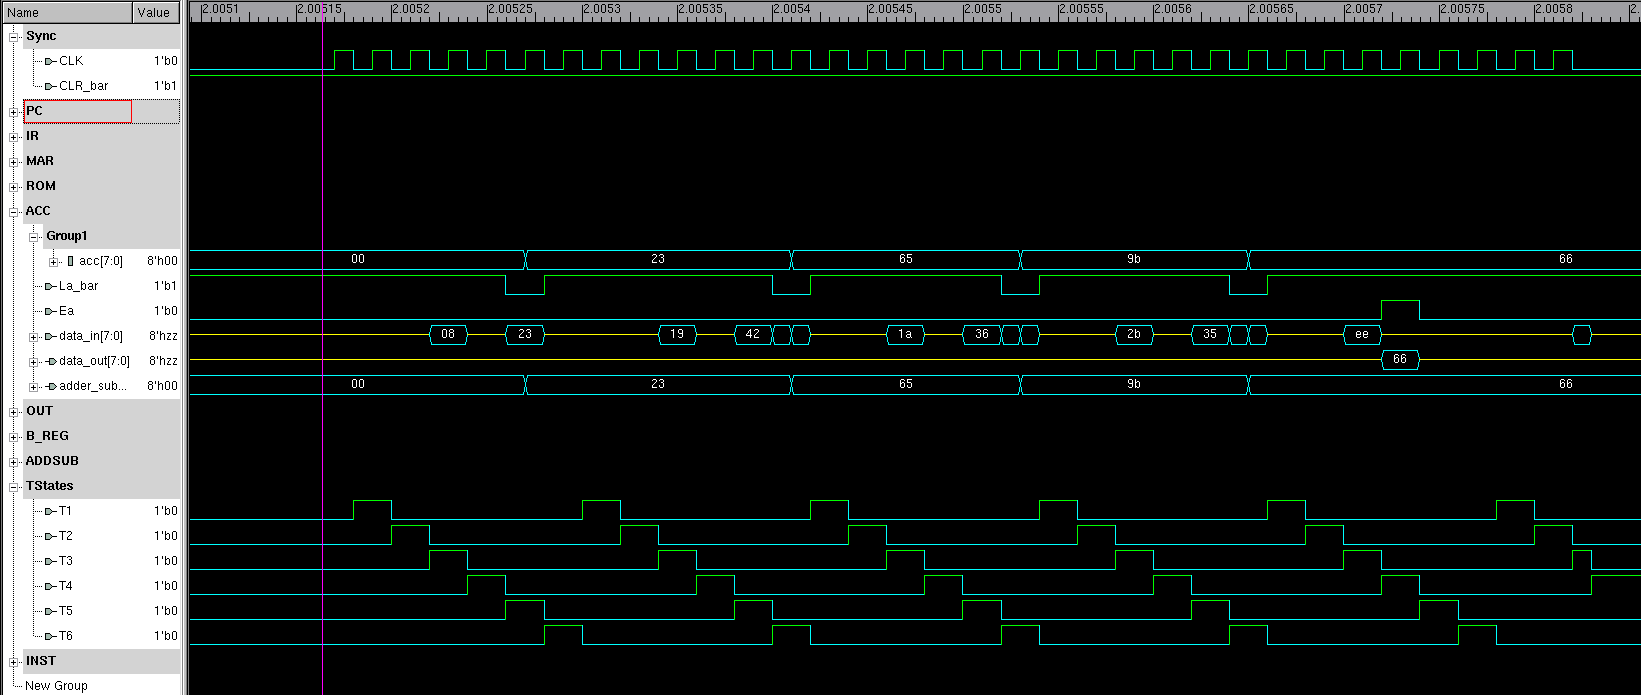 Name Value 2.0051 2.00515 2.0052 2.00525 2.0053 2.00535 2.0054 2.00545 2.0055 2.00555 2.0056 2.00565 2.0057 2.00575 2.0058
Sync
CLK 1'b0
CLR_bar 1'b1
PC
IR
MAR
ROM
ACC
Group1
acc[7:0] 8'h00 00 23 65 9b 66
La_bar 1'b1
Ea 1'b0
data_in[7:0] 8'hzz 08 23 19 42 1a 36 2b 35 ee
data_out[7:0] 8'hzz 66
adder_sub... 8'h00 00 23 65 9b 66
OUT
B_REG
ADDSUB
TStates
T1 1'b0
T2 1'b0
T3 1'b0
T4 1'b0
T5 1'b0
T6 1'b0
INST
New Group